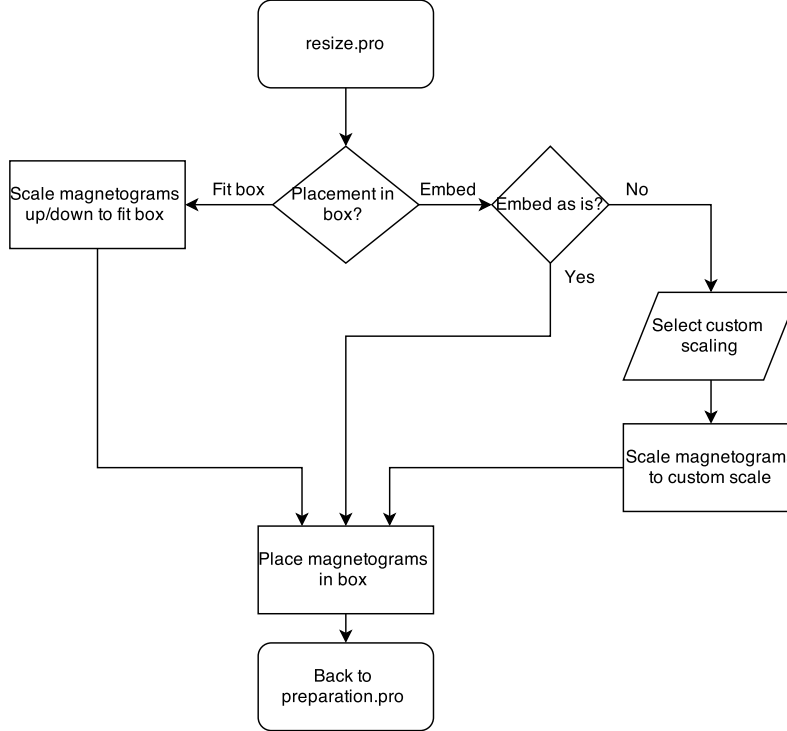 resize.pro
Scale magnetograms
up/down to fit box
Fit box
Placement in
box?
Embed
Embed as is?
No
Yes
Select custom
scaling
Scale magnetogram
to custom scale
Place magnetograms
in box
Back to
preparation.pro